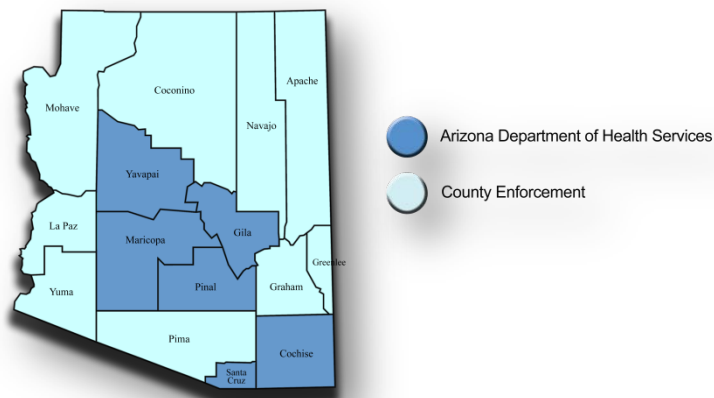 Apache
Coconino
Mohave
Navajo
Yavapai
La Paz
Gila
Maricopa
Greenlee
Pinal
Graham
Yuma
Pima
Cochise
Santa
Cruz
Arizona Department of Health Services
County Enforcement